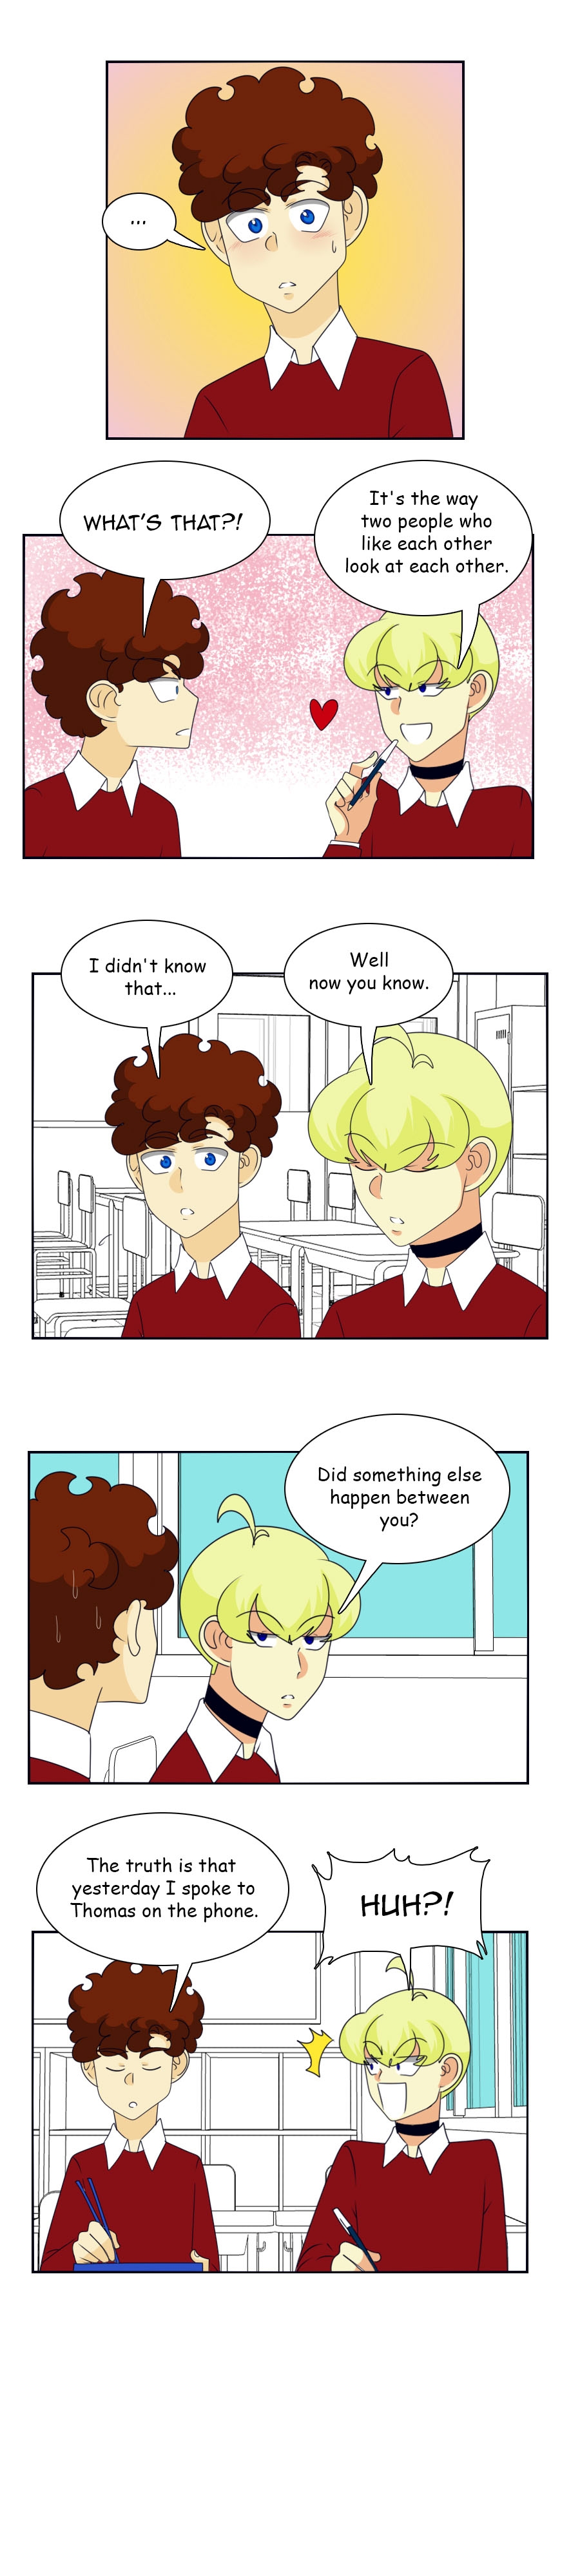 ...
WHAT'S THAT?!
It's the way
two people who
like each other
look at each other.
I didn't know
that...
Well
now you know.
Did something else
happen between
you?
The truth is that
yesterday I spoke to
Thomas on the phone.
HUH?!